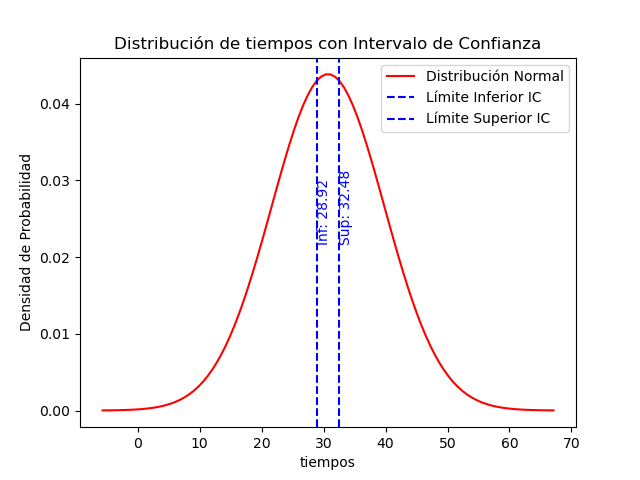 Distribución de tiempos con Intervalo de Confianza
Distribución Normal
Límite Inferior IC
Límite Superior IC
Densidad de Probabilidad
0.04
0.03
0.02
0.01
0.00
Inf: 28.92
Sup: 32.48
0
10
20
30
40
50
60
70
tiempos